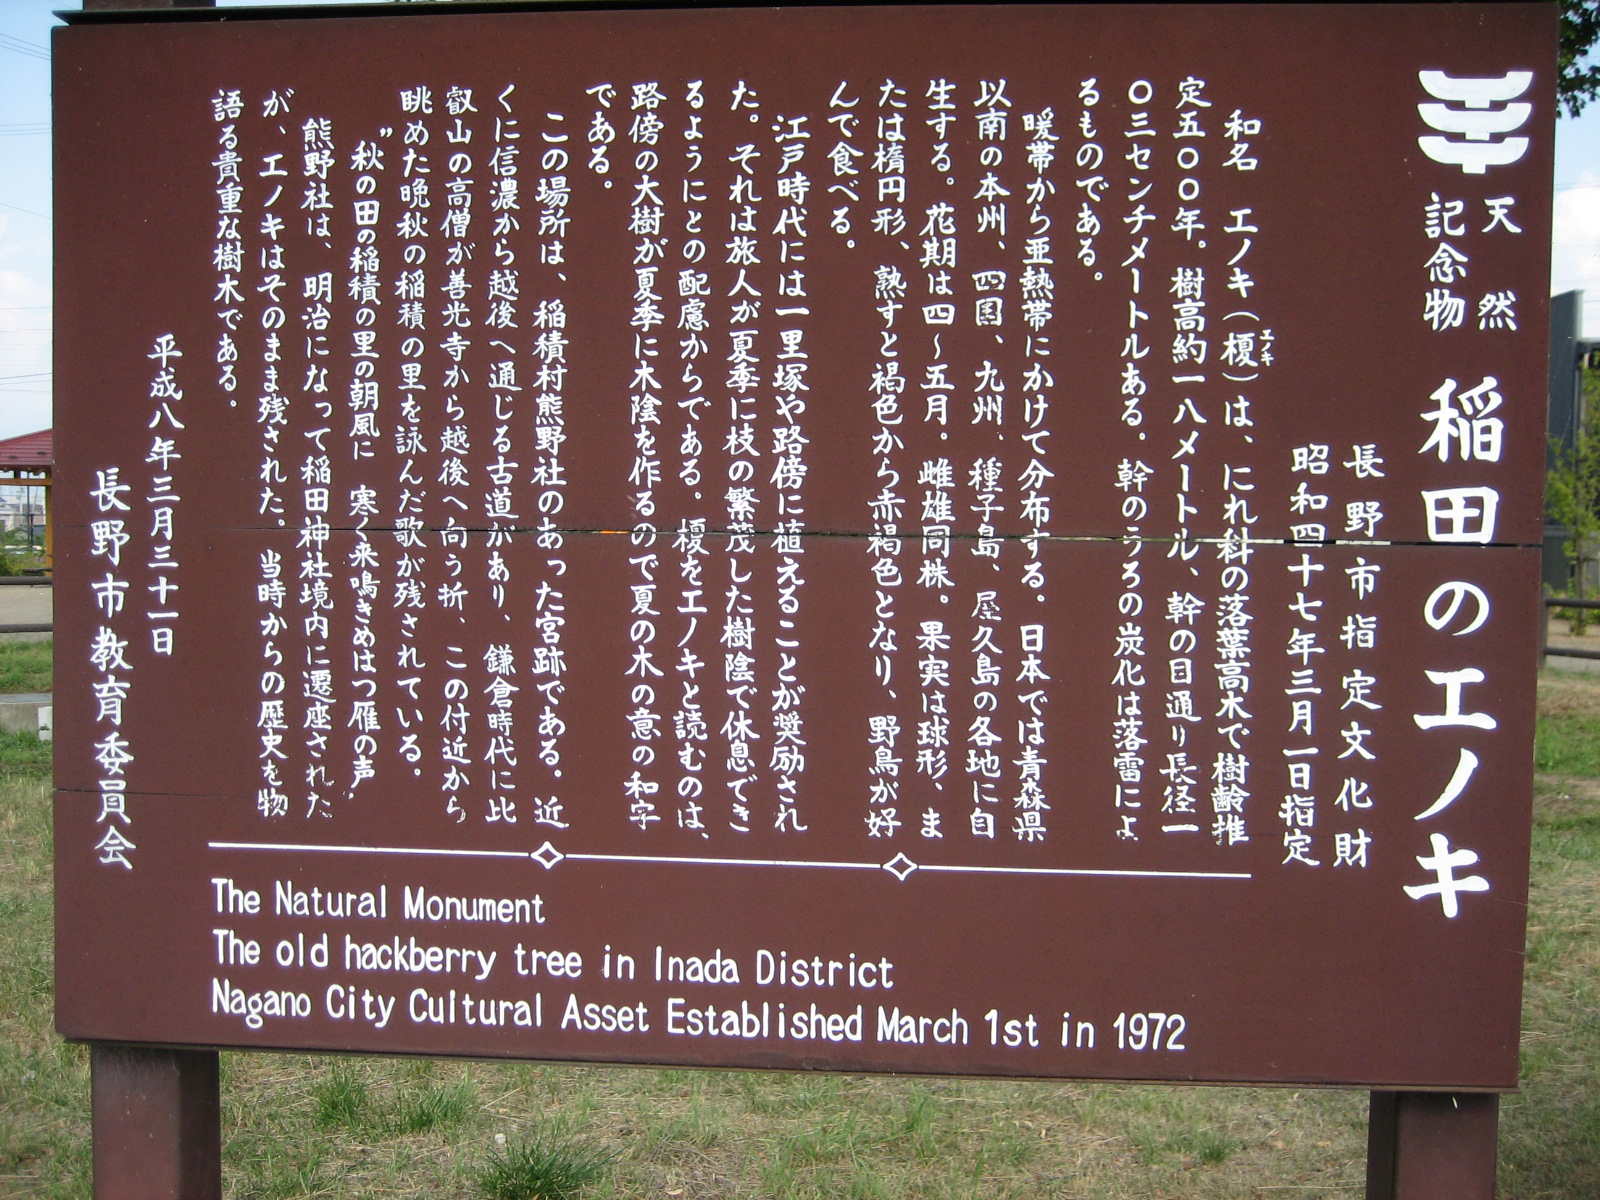 天然
記念物
稲田のエノキ
長野市指定文化財
昭和四十七年三月一日指定
和名 エノキ(榎)は、にれ科の落葉高木で樹齢推
エノキ
定五〇〇年。樹高約一八メートル、幹の目通り長径一
〇三センチメートルある。幹のうろの炭化は落雷によ
るものである。
暖帯から亜熱帯にかけて分布する。日本では青森県
以南の本州、四国、九州、種子島、屋久島の各地に自
生する。花期は四~五月。雌雄同株。果実は球形、ま
たは楕円形、熟すと褐色から赤褐色となり、野鳥が好
んで食べる。
江戸時代には一里塚や路傍に植えることが奨励され
た。それは旅人が夏季に枝の繁茂した樹陰で休息でき
るようにとの配慮からである。榎をエノキと読むのは、
路傍の大樹が夏季に木陰を作るので夏の木の意の和字
である。
この場所は、稲積村熊野社のあった宮跡である。近
くに信濃から越後へ通じる古道があり、鎌倉時代に比
叡山の高僧が善光寺から越後へ向う折、この付近から
眺めた晩秋の稲積の里を詠んだ歌が残されている。
〃秋の田の稲積の里の朝風に 寒く来鳴きめはつ雁の声〃
熊野社は、明治になって稲田神社境内に遷座された
が、エノキはそのまま残された。当時からの歴史を物
語る貴重な樹木である。
平成八年三月三十一日
長野市教育委員会
The Natural Monument
The old hackberry tree in Inada District
Nagano City Cultural Asset Established March 1st in 1972